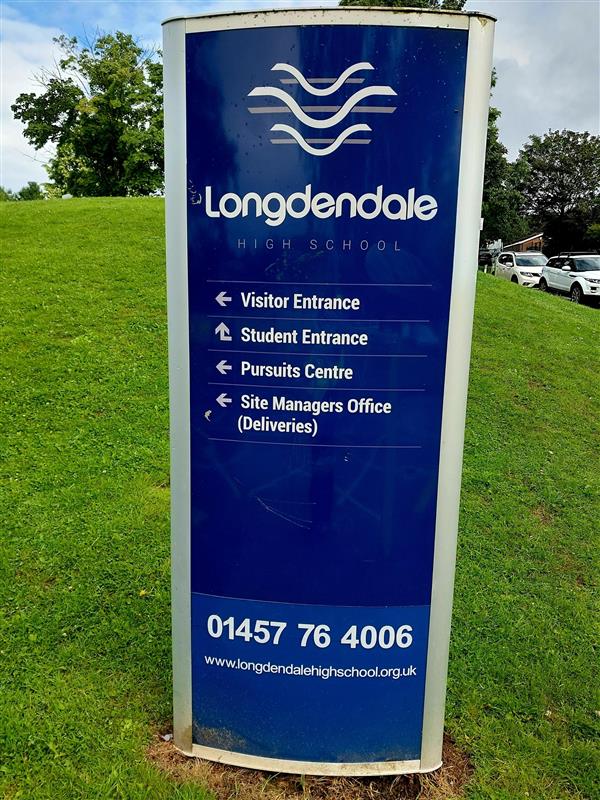 Longdendale
HIGH SCHOOL
← Visitor Entrance
↰ Student Entrance
← Pursuits Centre
← Site Managers Office
(Deliveries)
01457 76 4006
www.longdendalehighschool.org.uk